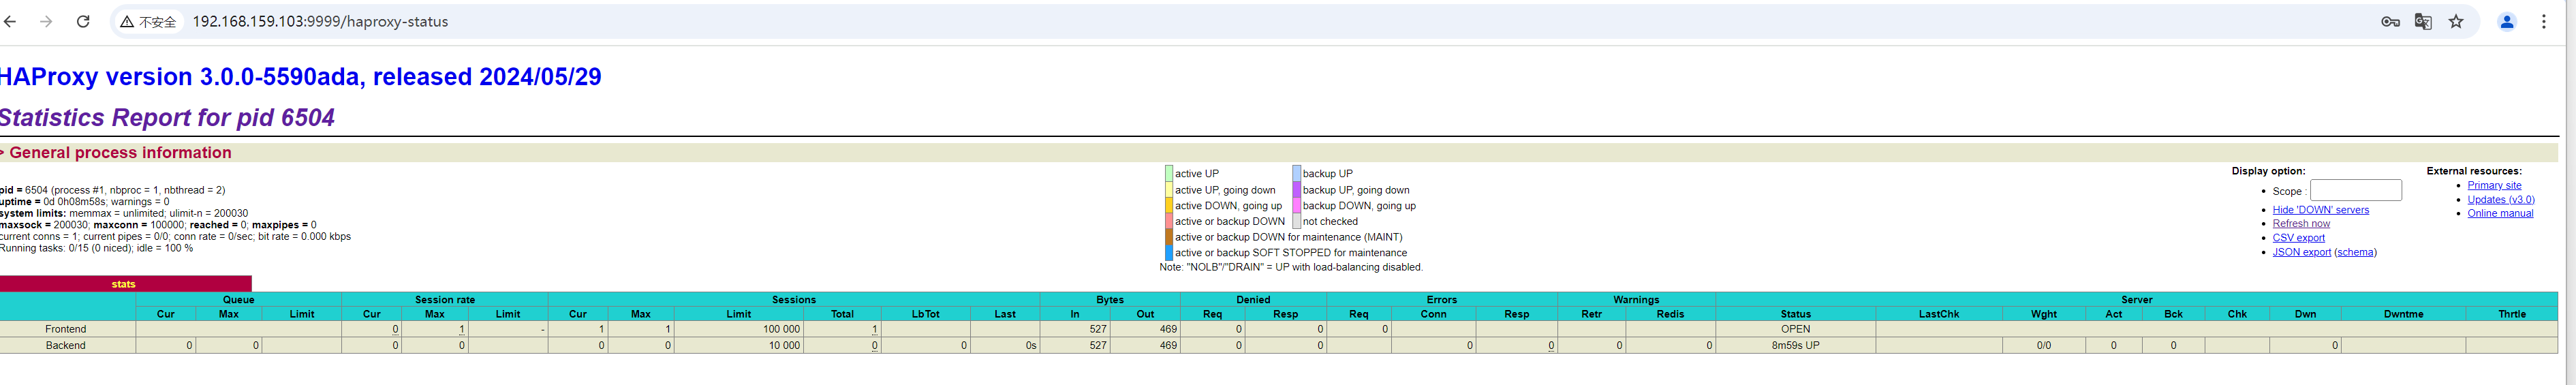 不安全 192.168.159.103:9999/haproxy-status
HAProxy version 3.0.0-5590ada, released 2024/05/29
Statistics Report for pid 6504
> General process information
pid = 6504 (process #1, nbproc = 1, nbthread = 2)
uptime = 0d 0h08m58s; warnings = 0
system limits: memmax = unlimited; ulimit-n = 200030
maxsock = 200030; maxconn = 100000; reached = 0; maxpipes = 0
current conns = 1; current pipes = 0/0; conn rate = 0/sec; bit rate = 0.000 kbps
Running tasks: 0/15 (0 niced); idle = 100 %
active UP backup UP
active UP, going down backup UP, going down
active DOWN, going up backup DOWN, going up
active or backup DOWN not checked
active or backup DOWN for maintenance (MAINT)
active or backup SOFT STOPPED for maintenance
Note: "NOLB"/"DRAIN" = UP with load-balancing disabled.
Display option:
Scope :
Hide 'DOWN' servers
Refresh now
CSV export
JSON export (schema)
External resources:
Primary site
Updates (v3.0)
Online manual
stats
Queue Session rate Sessions Bytes Denied Errors Warnings Server
Cur Max Limit Cur Max Limit Cur Max Limit Total LbTot Last In Out Req Resp Req Conn Resp Retr Redis Status LastChk Wght Act Bck Chk Dwn Dwntme Thrtle
Frontend 0 1 - 1 1 100 000 1 527 469 0 0 0 OPEN
Backend 0 0 0 0 0 0 10 000 0 0 0s 527 469 0 0 0 0 0 0 8m59s UP 0/0 0 0 0